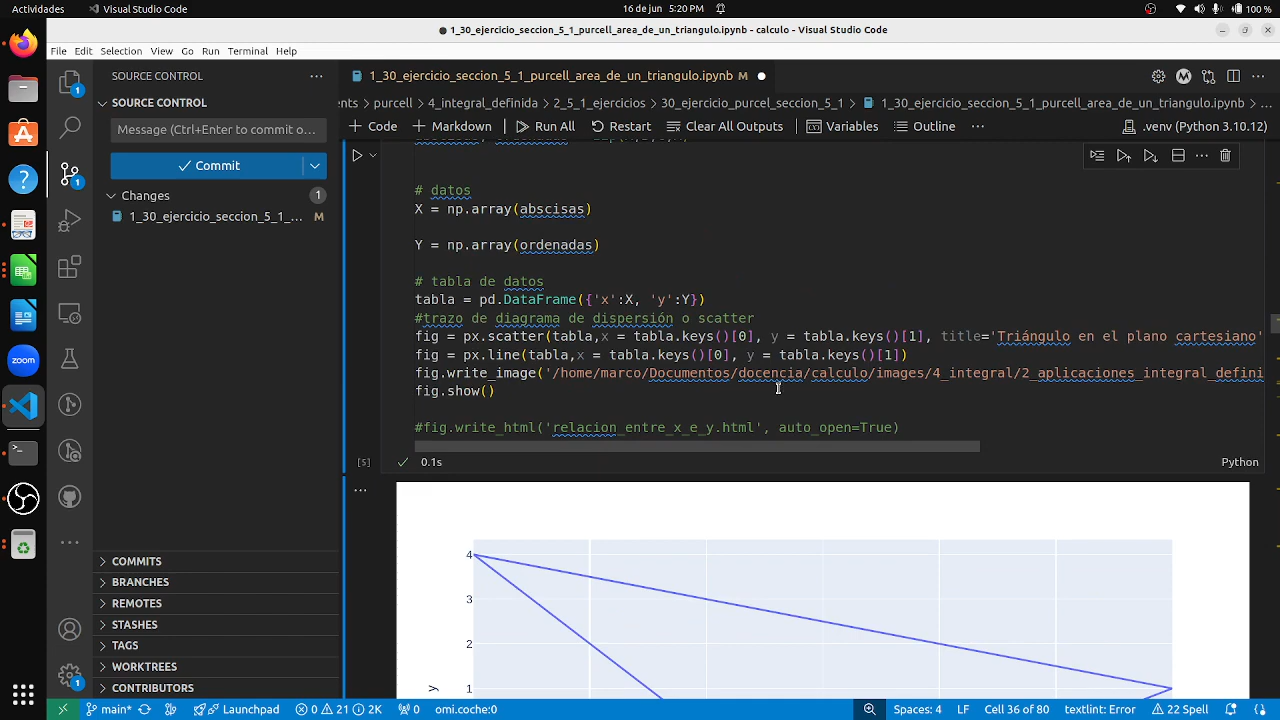 Actividades
Visual Studio Code
16 de jun 5:20 PM
100 %
1_30_ejercicio_seccion_5_1_purcell_area_de_un_triangulo.ipynb - calculo - Visual Studio Code
File Edit Selection View Go Run Terminal Help
SOURCE CONTROL
1_30_ejercicio_seccion_5_1_purcell_area_de_un_triangulo.ipynb M
SOURCE CONTROL
ents > purcell > 4_integral_definida > 2_5_1_ejercicios > 30_ejercicio_purcel_seccion_5_1 > 1_30_ejercicio_seccion_5_1_purcell_area_de_un_triangulo.ipynb > ...
Message (Ctrl+Enter to commit o...
+ Code + Markdown Run All Restart Clear All Outputs Variables Outline ... .venv (Python 3.10.12)
Commit
Changes 1
1_30_ejercicio_seccion_5_1_... M
# datos
X = np.array(abscisas)
Y = np.array(ordenadas)
# tabla de datos
tabla = pd.DataFrame({'x':X, 'y':Y})
#trazo de diagrama de dispersión o scatter
fig = px.scatter(tabla,x = tabla.keys()[0], y = tabla.keys()[1], title='Triángulo en el plano cartesiano'
fig = px.line(tabla,x = tabla.keys()[0], y = tabla.keys()[1])
fig.write_image('/home/marco/Documentos/docencia/calculo/images/4_integral/2_aplicaciones_integral_defini
fig.show()
#fig.write_html('relacion_entre_x_e_y.html', auto_open=True)
[5] 0.1s Python
4
3
2
1
y
COMMITS
BRANCHES
REMOTES
STASHES
TAGS
WORKTREES
CONTRIBUTORS
zoom
main* Launchpad 0 21 2K 0 omi.coche:0 Spaces: 4 LF Cell 36 of 80 textlint: Error 22 Spell